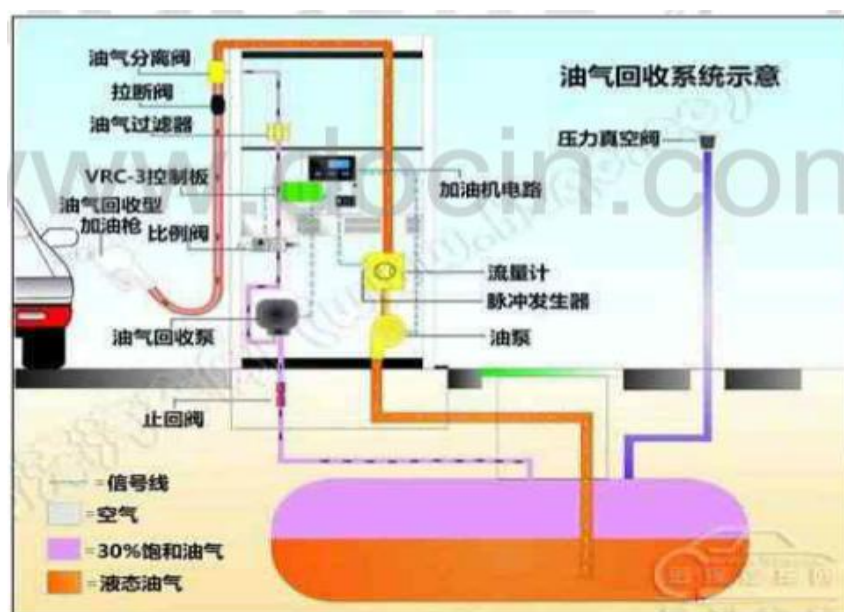 油气分离阀
油气回收系统示意
拉断阀
油气过滤器
压力真空阀
www.docin.com
VRC-3控制板
加油机电路
油气回收型
加油枪
比例阀
流量计
脉冲发生器
油气回收泵
油泵
止回阀
=信号线
=空气
=30%饱和油气
=液态油气